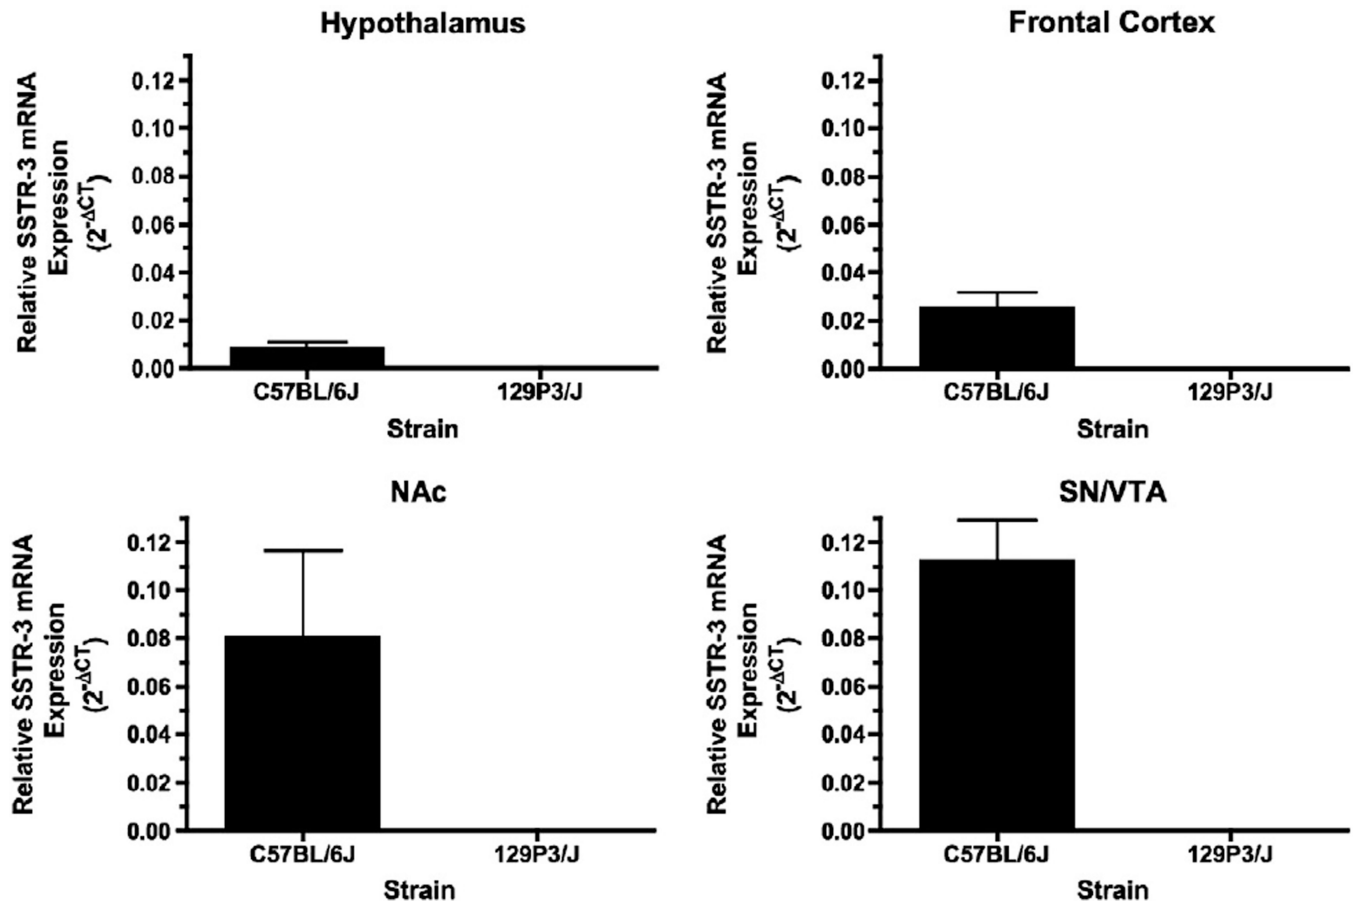 Hypothalamus
Relative SSTR-3 mRNA
Expression
(2-ΔCT)
0.12
0.10
0.08
0.06
0.04
0.02
0.00
C57BL/6J 129P3/J
Strain
Frontal Cortex
Relative SSTR-3 mRNA
Expression
(2-ΔCT)
0.12
0.10
0.08
0.06
0.04
0.02
0.00
C57BL/6J 129P3/J
Strain
NAc
Relative SSTR-3 mRNA
Expression
(2-ΔCT)
0.12
0.10
0.08
0.06
0.04
0.02
0.00
C57BL/6J 129P3/J
Strain
SN/VTA
Relative SSTR-3 mRNA
Expression
(2-ΔCT)
0.12
0.10
0.08
0.06
0.04
0.02
0.00
C57BL/6J 129P3/J
Strain